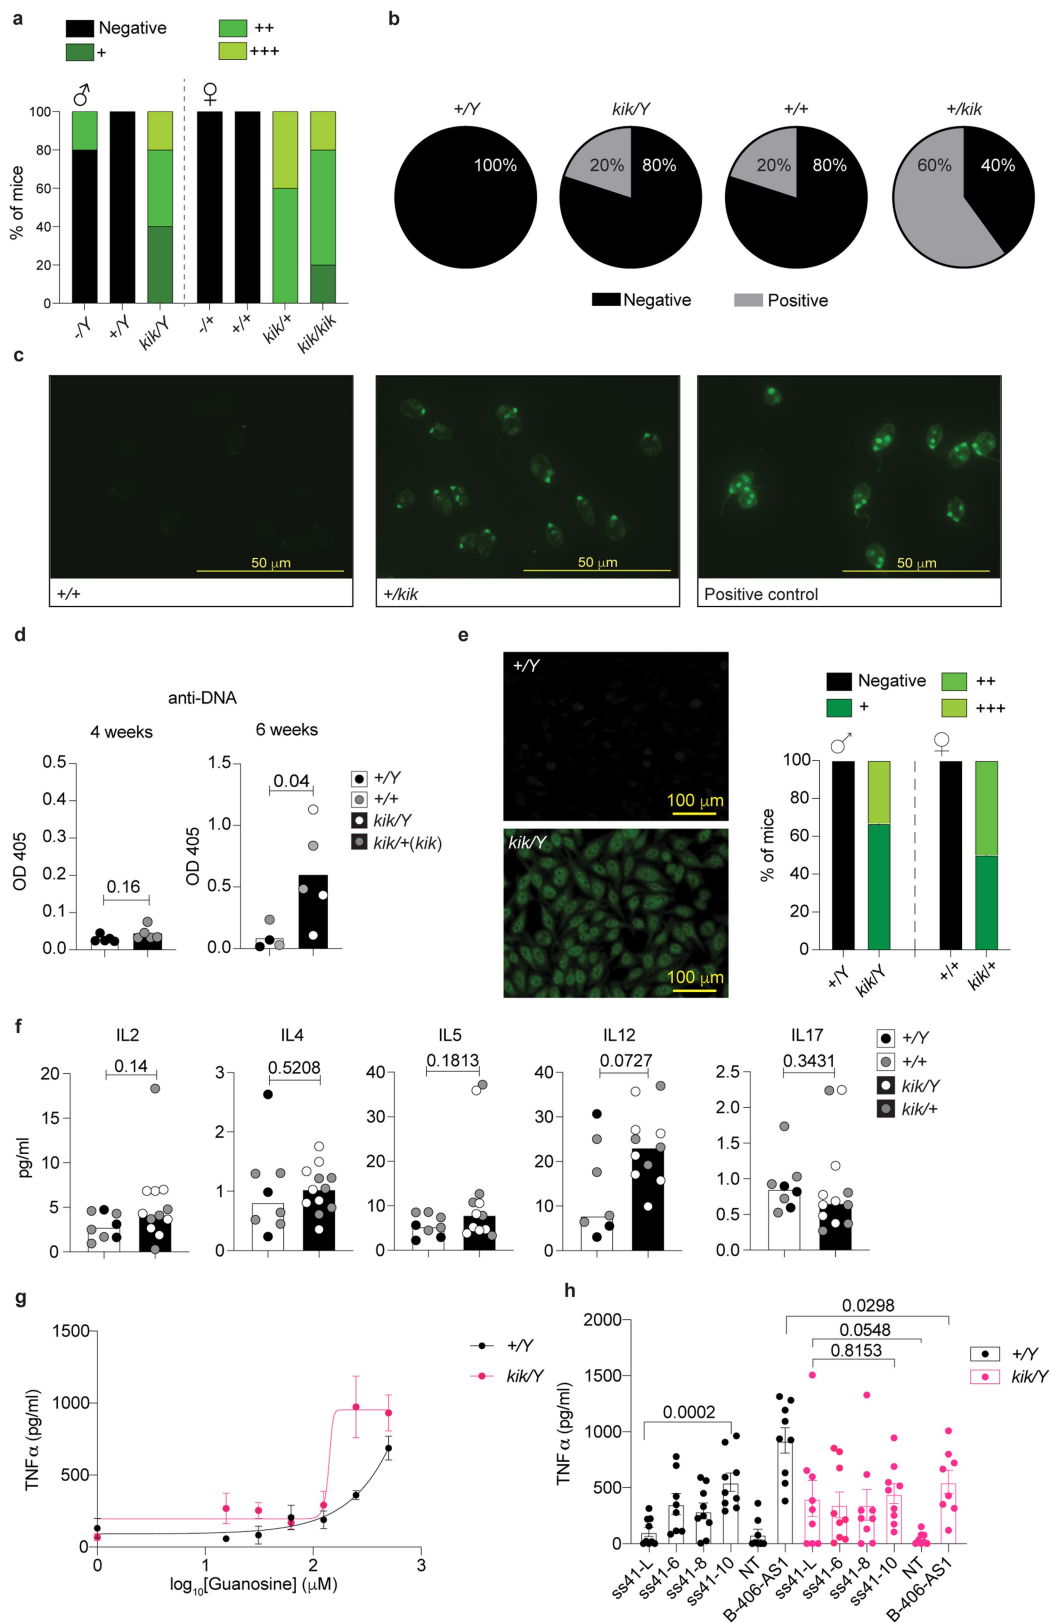 a
Negative
++
+
+++
♂
♀
% of mice
100
80
60
40
20
0
-/Y
+/Y
kik/Y
-/+
+/+
kik/+
kik/kik
b
+/Y
kik/Y
+/+
+/kik
100%
20%
80%
20%
80%
60%
40%
Negative
Positive
c
50 µm
50 µm
50 µm
+/+
+/kik
Positive control
d
anti-DNA
4 weeks
6 weeks
OD 405
0.5
0.4
0.3
0.2
0.1
0.0
0.16
OD 405
1.5
1.0
0.5
0.0
0.04
+/Y
+/+
kik/Y
kik/+(kik)
e
+/Y
100 µm
kik/Y
100 µm
Negative
++
+
+++
♂
♀
% of mice
100
80
60
40
20
0
+/Y
kik/Y
+/+
kik/+
f
IL2
IL4
IL5
IL12
IL17
pg/ml
20
15
10
5
0
0.14
3
2
1
0
0.5208
40
30
20
10
0
0.1813
40
30
20
10
0
0.0727
2.5
2.0
1.5
1.0
0.5
0.0
0.3431
+/Y
+/+
kik/Y
kik/+
g
TNFα (pg/ml)
1500
1000
500
0
0
1
2
3
log10[Guanosine] (µM)
+/Y
kik/Y
h
TNFα (pg/ml)
2000
1500
1000
500
0
0.0002
0.0298
0.0548
0.8153
ss41-L
ss41-6
ss41-8
ss41-10
NT
B-406-AS1
ss41-L
ss41-6
ss41-8
ss41-10
NT
B-406-AS1
+/Y
kik/Y